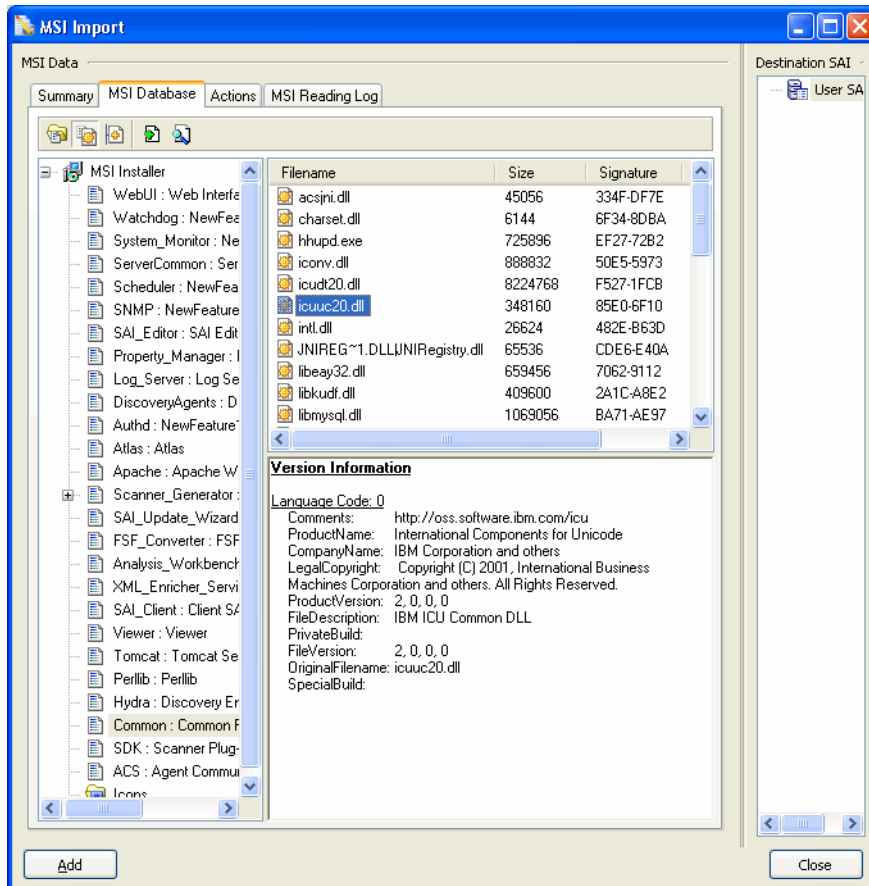 MSI Import
MSI Data
Destination SAI
Summary
MSI Database
Actions
MSI Reading Log
User SA
MSI Installer
WebUI : Web Interfa
Watchdog : NewFea
System_Monitor : Ne
ServerCommon : Ser
Scheduler : NewFea
SNMP : NewFeature
SAI_Editor : SAI Edit
Property_Manager : I
Log_Server : Log Se
DiscoveryAgents : D
Authd : NewFeature
Atlas : Atlas
Apache : Apache W
Scanner_Generator :
SAI_Update_Wizard
FSF_Converter : FSF
Analysis_Workbench
XML_Enricher_Servi
SAI_Client : Client SA
Viewer : Viewer
Tomcat : Tomcat Se
Perllib : Perllib
Hydra : Discovery Er
Common : Common F
SDK : Scanner Plug-
ACS : Agent Commu
Icons
Filename Size Signature
acsjni.dll 45056 334F-DF7E
charset.dll 6144 6F34-8DBA
hhupd.exe 725896 EF27-72B2
iconv.dll 888832 50E5-5973
icudt20.dll 8224768 F527-1FCB
icuuc20.dll 348160 85E0-6F10
intl.dll 26624 482E-B63D
JNIREG~1.DLL|JNIRegistry.dll 65536 CDE6-E40A
libeay32.dll 659456 7062-9112
libkudf.dll 409600 2A1C-A8E2
libmysql.dll 1069056 BA71-AE97
Version Information
Language Code: 0
Comments: http://oss.software.ibm.com/icu
ProductName: International Components for Unicode
CompanyName: IBM Corporation and others
LegalCopyright: Copyright (C) 2001, International Business
Machines Corporation and others. All Rights Reserved.
ProductVersion: 2, 0, 0, 0
FileDescription: IBM ICU Common DLL
PrivateBuild:
FileVersion: 2, 0, 0, 0
OriginalFilename: icuuc20.dll
SpecialBuild:
Add
Close